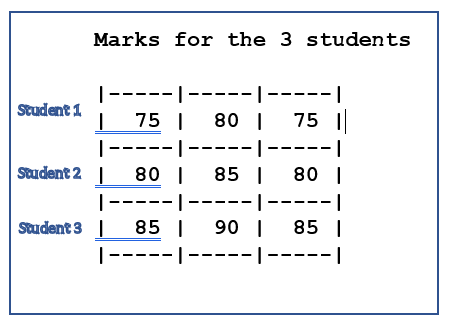 Marks for the 3 students
|-----|-----|-----|
Student 1 | 75 | 80 | 75 |
|-----|-----|-----|
Student 2 | 80 | 85 | 80 |
|-----|-----|-----|
Student 3 | 85 | 90 | 85 |
|-----|-----|-----|